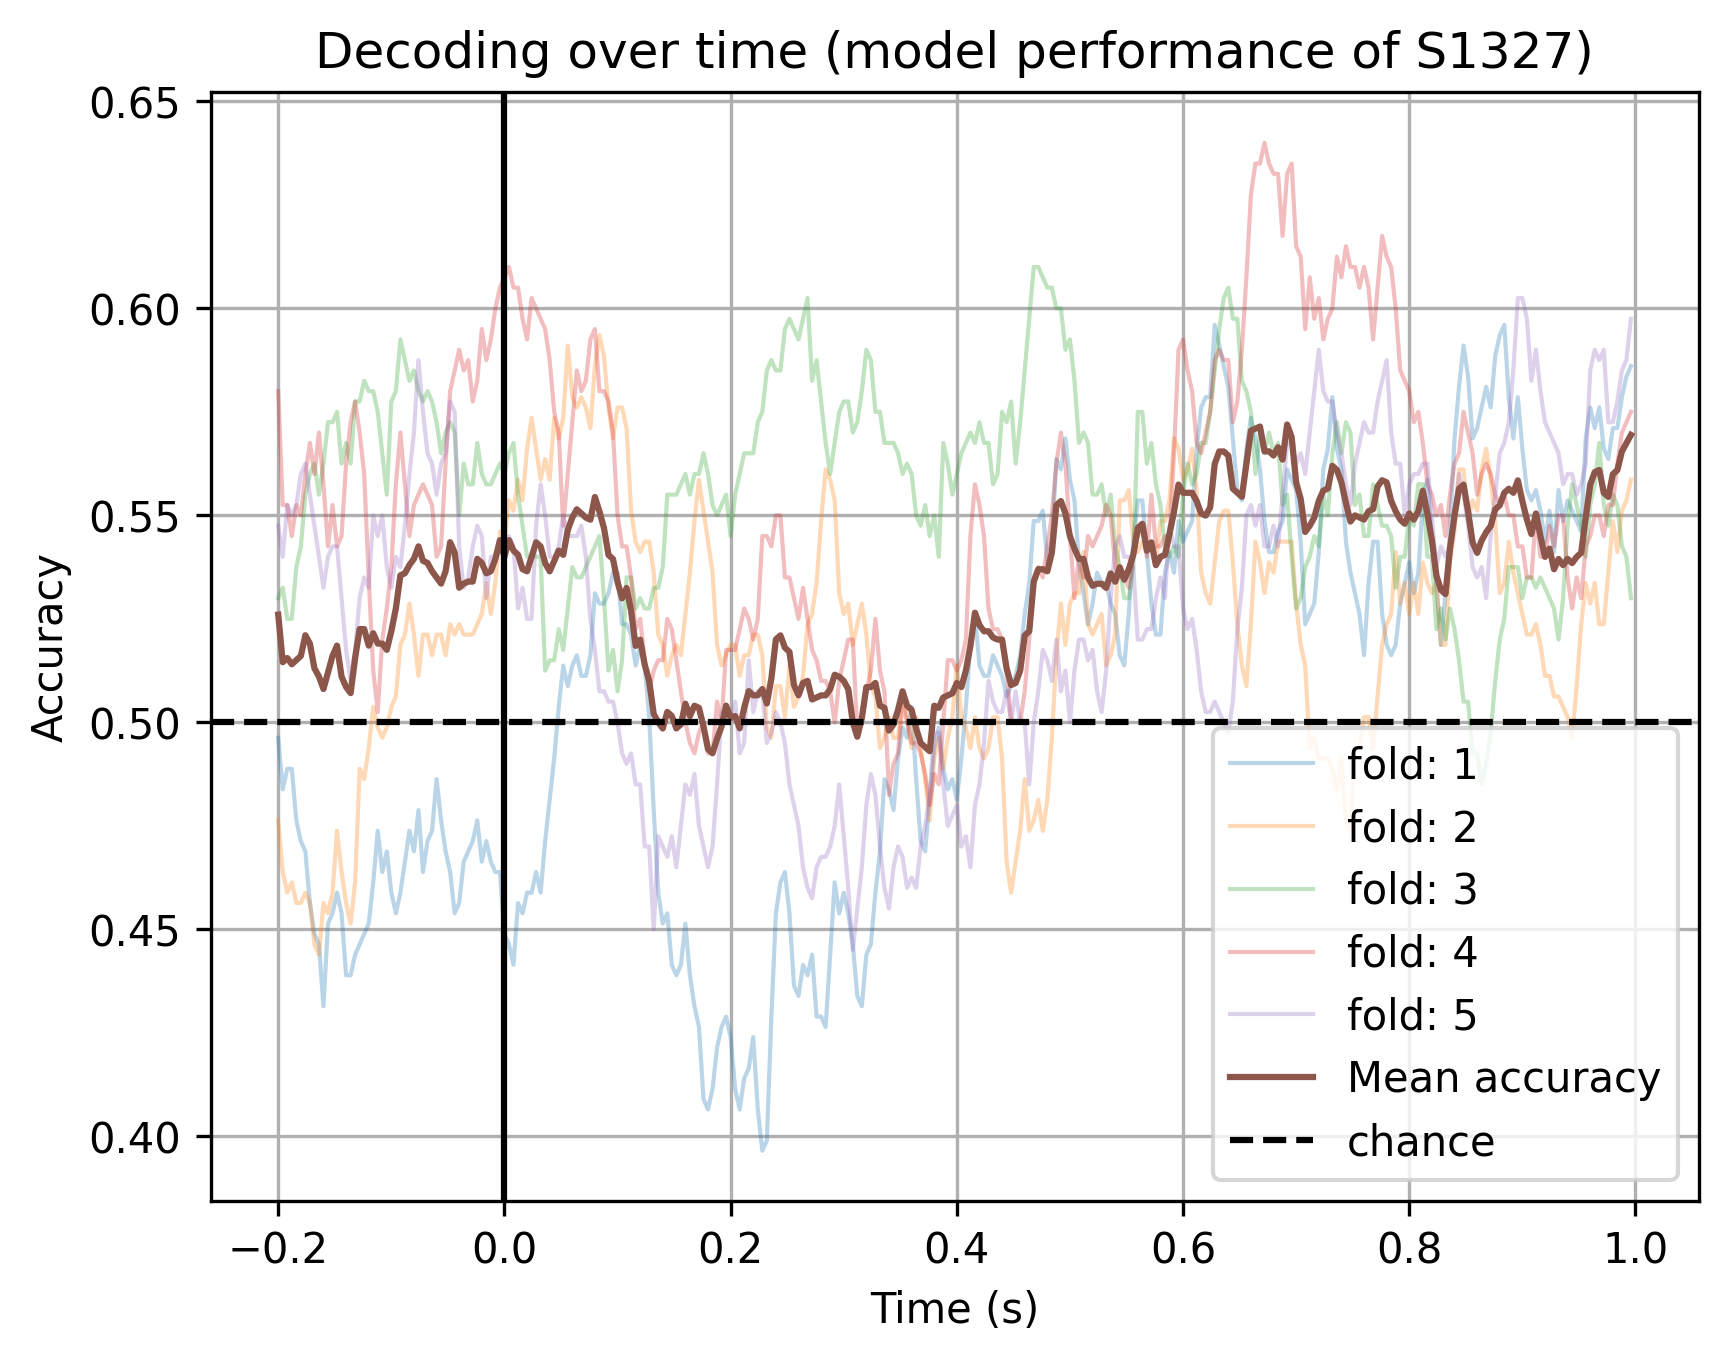 Decoding over time (model performance of S1327)
0.65
0.60
0.55
0.50
0.45
0.40
Accuracy
fold: 1
fold: 2
fold: 3
fold: 4
fold: 5
Mean accuracy
chance
−0.2 0.0 0.2 0.4 0.6 0.8 1.0
Time (s)